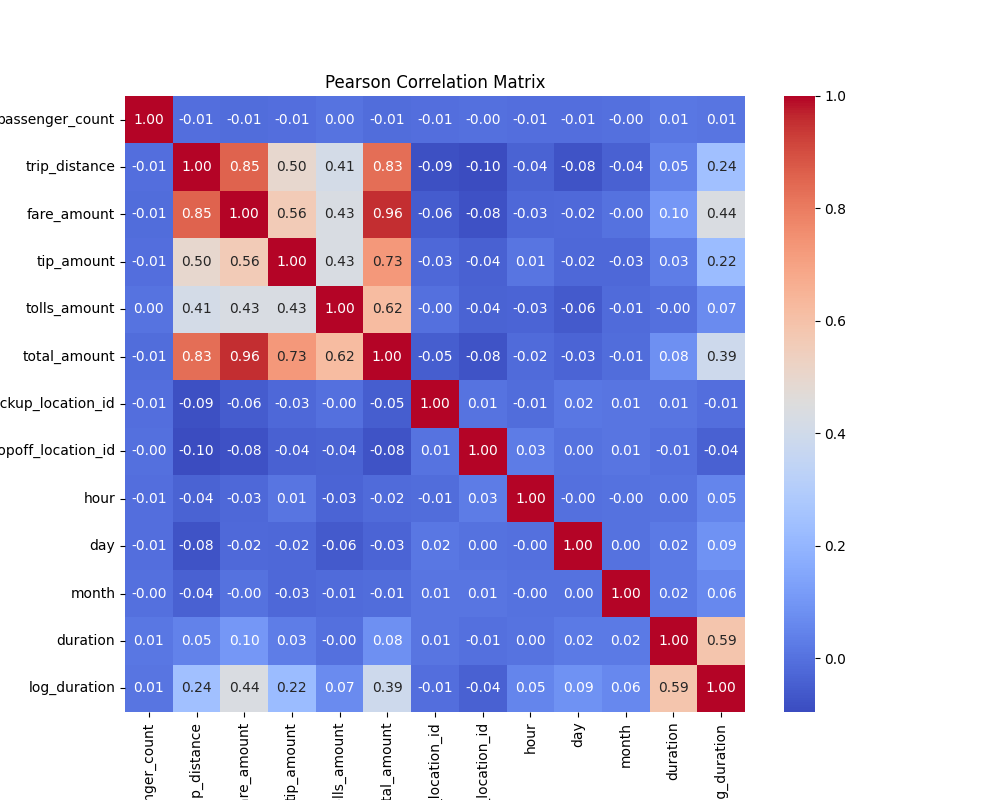 Pearson Correlation Matrix
passenger_count 1.00 -0.01 -0.01 -0.01 0.00 -0.01 -0.01 -0.00 -0.01 -0.01 -0.00 0.01 0.01
trip_distance -0.01 1.00 0.85 0.50 0.41 0.83 -0.09 -0.10 -0.04 -0.08 -0.04 0.05 0.24
fare_amount -0.01 0.85 1.00 0.56 0.43 0.96 -0.06 -0.08 -0.03 -0.02 -0.00 0.10 0.44
tip_amount -0.01 0.50 0.56 1.00 0.43 0.73 -0.03 -0.04 0.01 -0.02 -0.03 0.03 0.22
tolls_amount 0.00 0.41 0.43 0.43 1.00 0.62 -0.00 -0.04 -0.03 -0.06 -0.01 -0.00 0.07
total_amount -0.01 0.83 0.96 0.73 0.62 1.00 -0.05 -0.08 -0.02 -0.03 -0.01 0.08 0.39
ckup_location_id -0.01 -0.09 -0.06 -0.03 -0.00 -0.05 1.00 0.01 -0.01 0.02 0.01 0.01 -0.01
opoff_location_id -0.00 -0.10 -0.08 -0.04 -0.04 -0.08 0.01 1.00 0.03 0.00 0.01 -0.01 -0.04
hour -0.01 -0.04 -0.03 0.01 -0.03 -0.02 -0.01 0.03 1.00 -0.00 -0.00 0.00 0.05
day -0.01 -0.08 -0.02 -0.02 -0.06 -0.03 0.02 0.00 -0.00 1.00 0.00 0.02 0.09
month -0.00 -0.04 -0.00 -0.03 -0.01 -0.01 0.01 0.01 -0.00 0.00 1.00 0.02 0.06
duration 0.01 0.05 0.10 0.03 -0.00 0.08 0.01 -0.01 0.00 0.02 0.02 1.00 0.59
log_duration 0.01 0.24 0.44 0.22 0.07 0.39 -0.01 -0.04 0.05 0.09 0.06 0.59 1.00
nger_count
p_distance
re_amount
tip_amount
lls_amount
tal_amount
_location_id
_location_id
hour
day
month
duration
g_duration
1.0
0.8
0.6
0.4
0.2
0.0